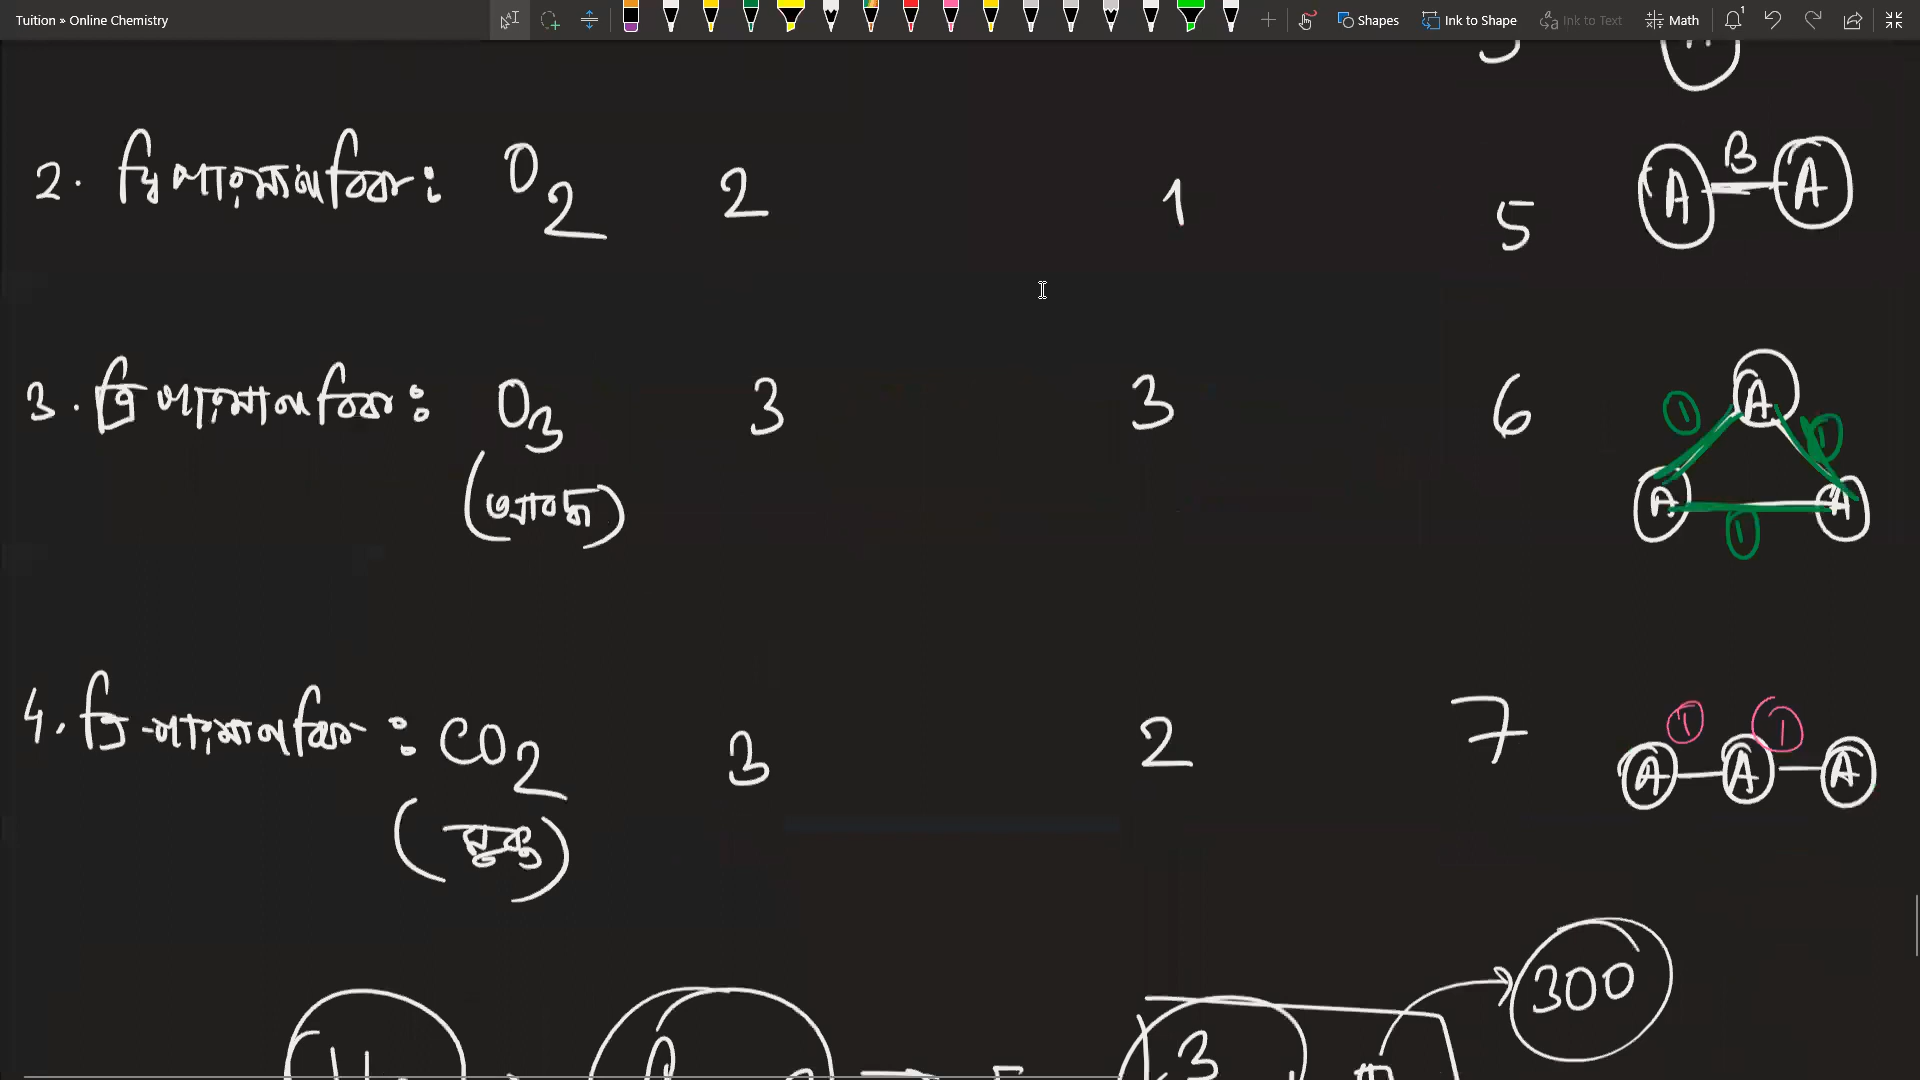 Tuition » Online Chemistry
Shapes Ink to Shape Ink to Text Math 1
2. দ্বিপারমাণবিক: O2 2 1 5 A B A
3. ত্রিপারমাণবিক: O3 3 3 6 A A A 1 1 1
(আবদ্ধ)
4. ত্রি-পারমাণবিক: CO2 3 2 7 A A A 1 1
(মুক্ত)
300
3